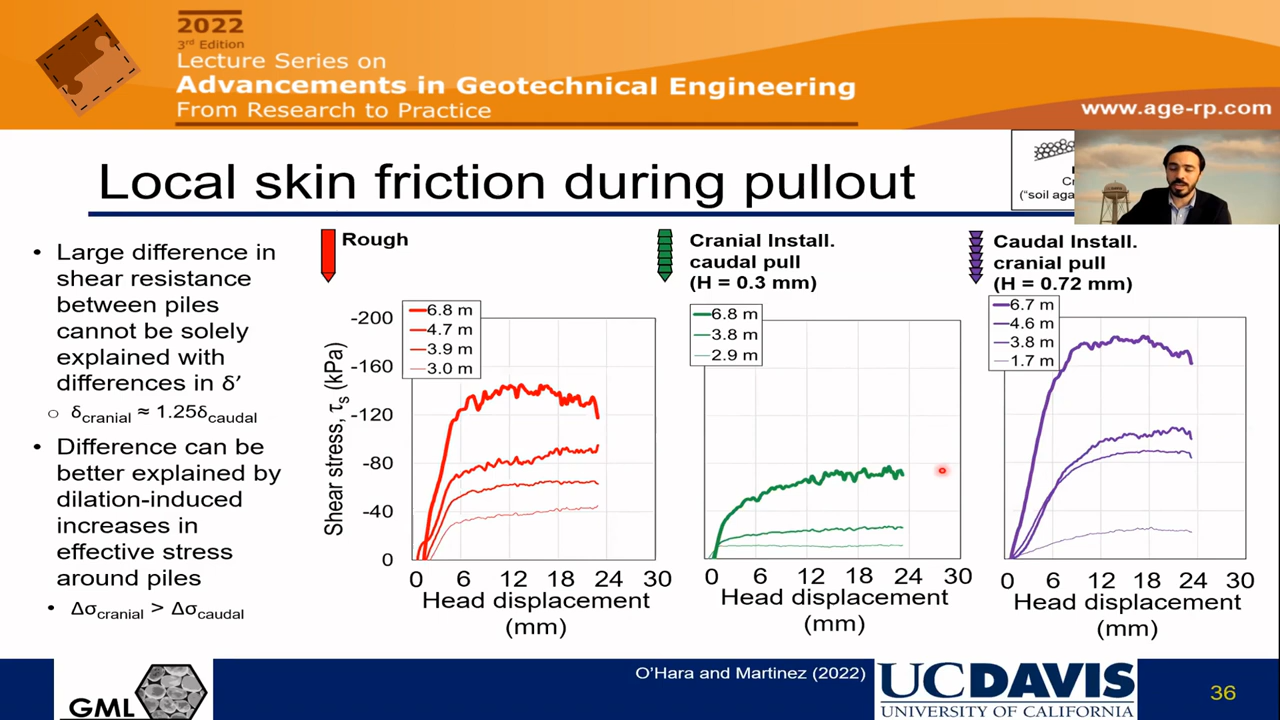 2022
3rd Edition
Lecture Series on
Advancements in Geotechnical Engineering
From Research to Practice
www.age-rp.com
Local skin friction during pullout
Cr
("soil aga
• Large difference in
shear resistance
between piles
cannot be solely
explained with
differences in δ′
○ δcranial ≈ 1.25δcaudal
• Difference can be
better explained by
dilation-induced
increases in
effective stress
around piles
• Δσcranial > Δσcaudal
Rough
6.8 m
4.7 m
3.9 m
3.0 m
Shear stress, τs (kPa)
-200
-160
-120
-80
-40
0
0 6 12 18 24 30
Head displacement
(mm)
Cranial Install.
caudal pull
(H = 0.3 mm)
6.8 m
3.8 m
2.9 m
0 6 12 18 24 30
Head displacement
(mm)
Caudal Install.
cranial pull
(H = 0.72 mm)
6.7 m
4.6 m
3.8 m
1.7 m
0 6 12 18 24 30
Head displacement
(mm)
GML
O'Hara and Martinez (2022)
UCDAVIS
UNIVERSITY OF CALIFORNIA
36